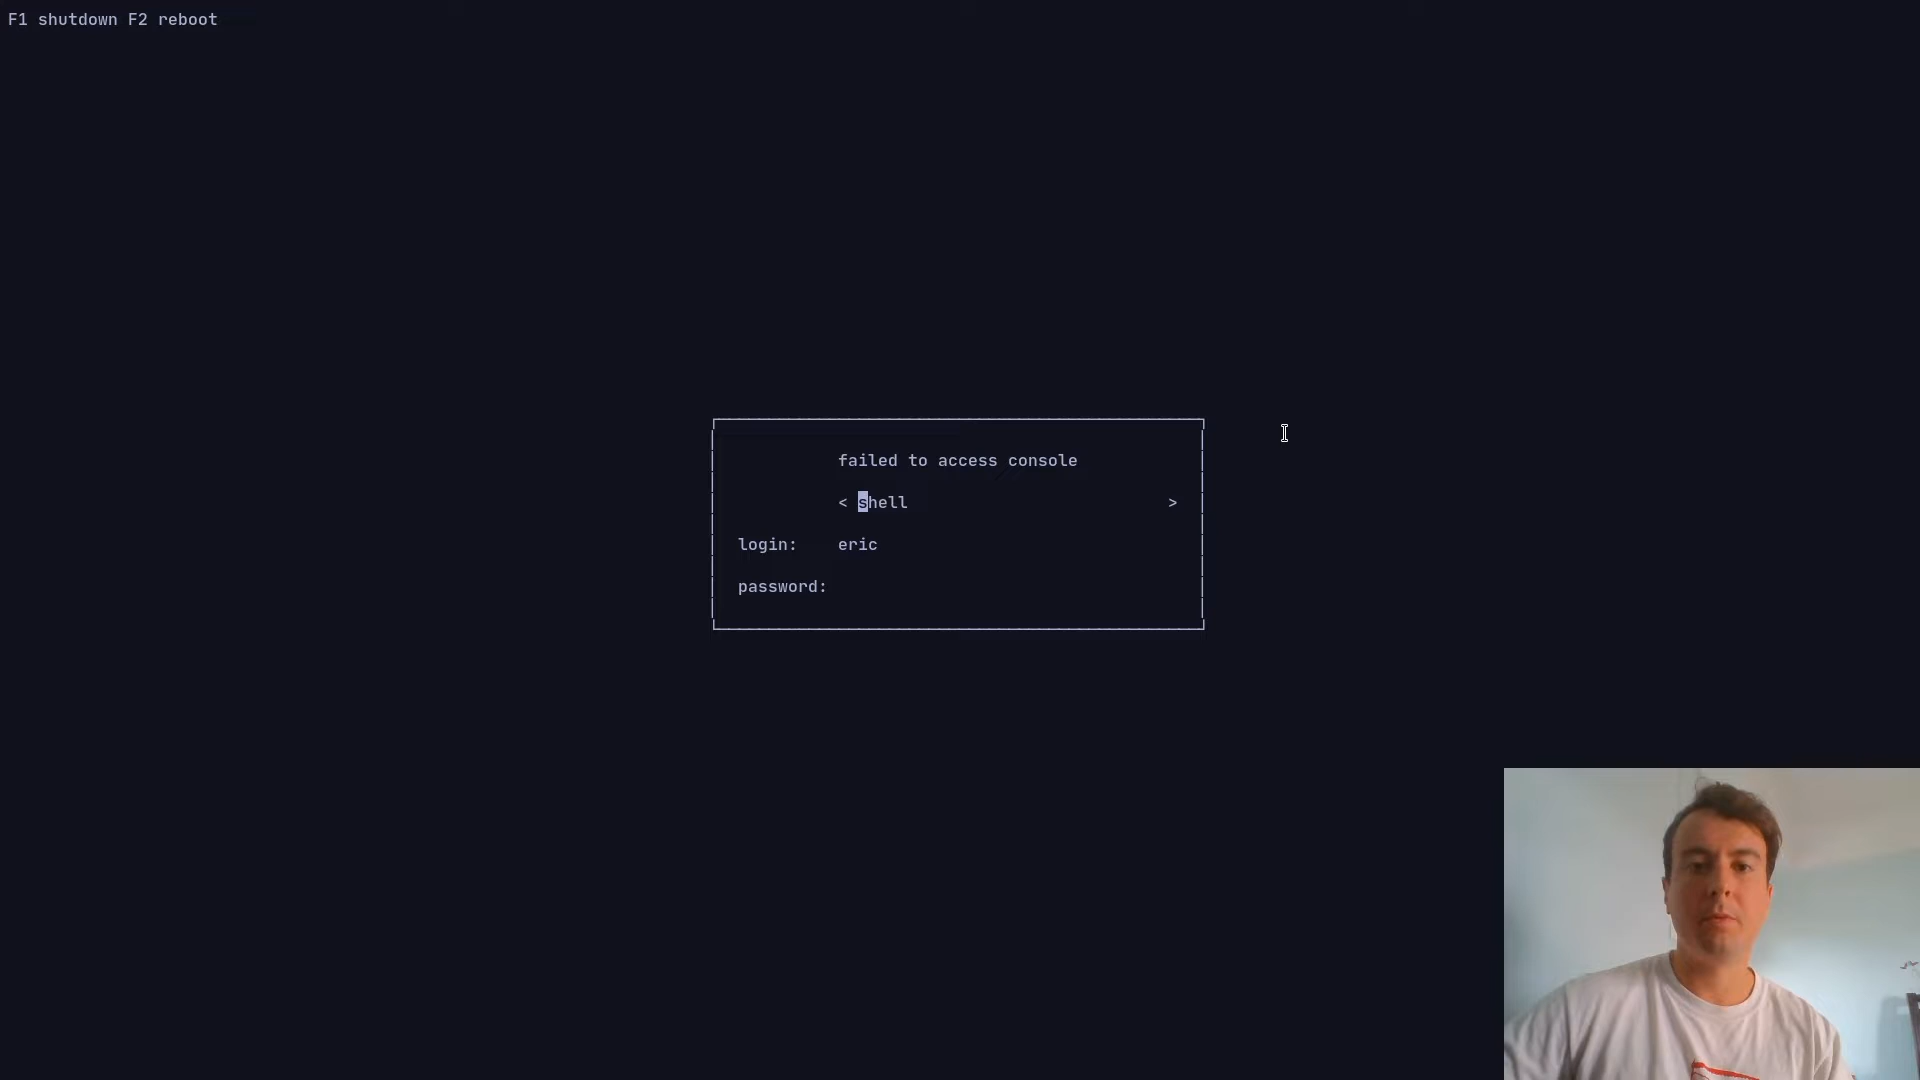 F1 shutdown F2 reboot
failed to access console
< shell >
login: eric
password: